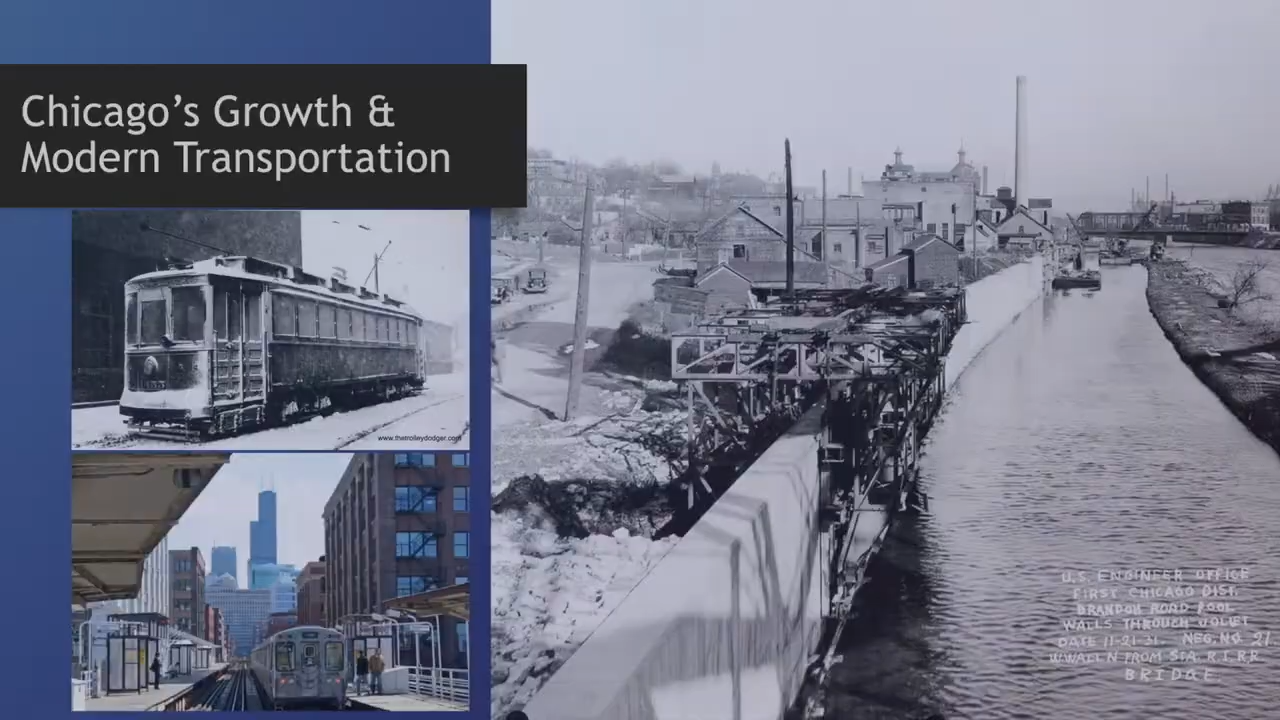 Chicago's Growth &
Modern Transportation
www.thetrolleydodger.com
U.S. ENGINEER OFFICE
FIRST CHICAGO DIST.
BRANDON ROAD POOL
WALLS THROUGH JOLIET
DATE 11-21-31. NEG. NO. 21
W.WALL N FROM STA. R.I.R.R
BRIDGE